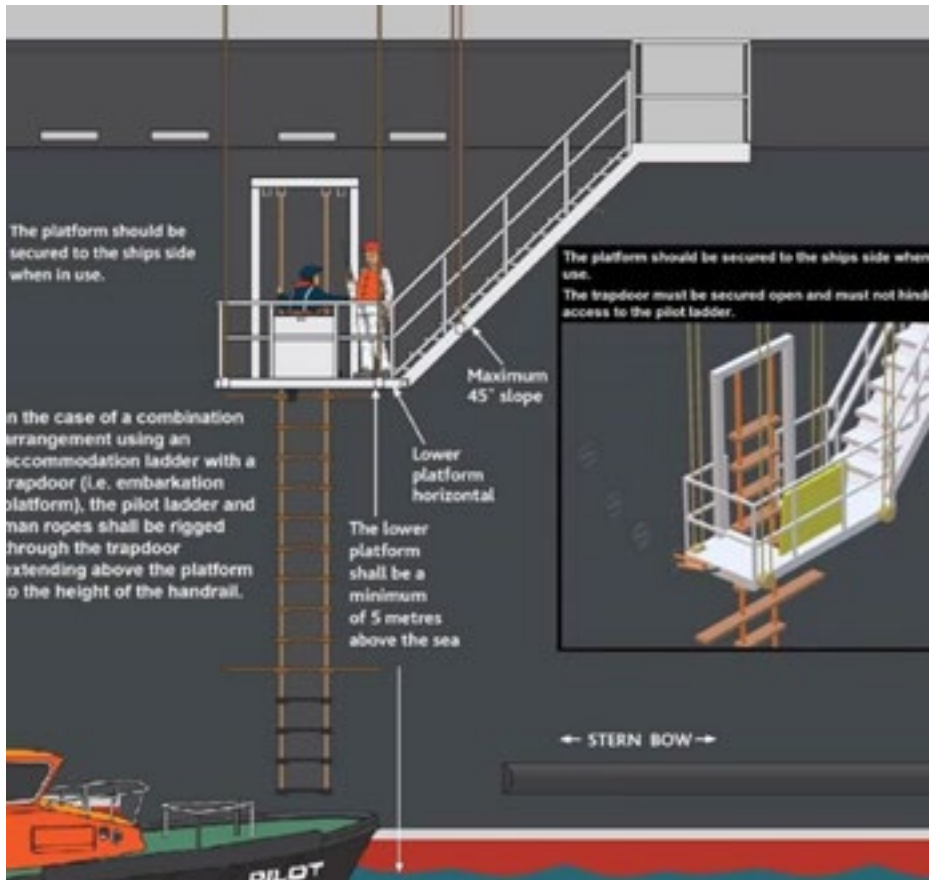 The platform should be
secured to the ships side
when in use.
The platform should be secured to the ships side when
use.
The trapdoor must be secured open and must not hind
access to the pilot ladder.
Maximum
45° slope
n the case of a combination
arrangement using an
accommodation ladder with a
trapdoor (i.e. embarkation
platform), the pilot ladder and
man ropes shall be rigged
through the trapdoor
extending above the platform
to the height of the handrail.
Lower
platform
horizontal
The lower
platform
shall be a
minimum
of 5 metres
above the sea
STERN BOW
PILOT